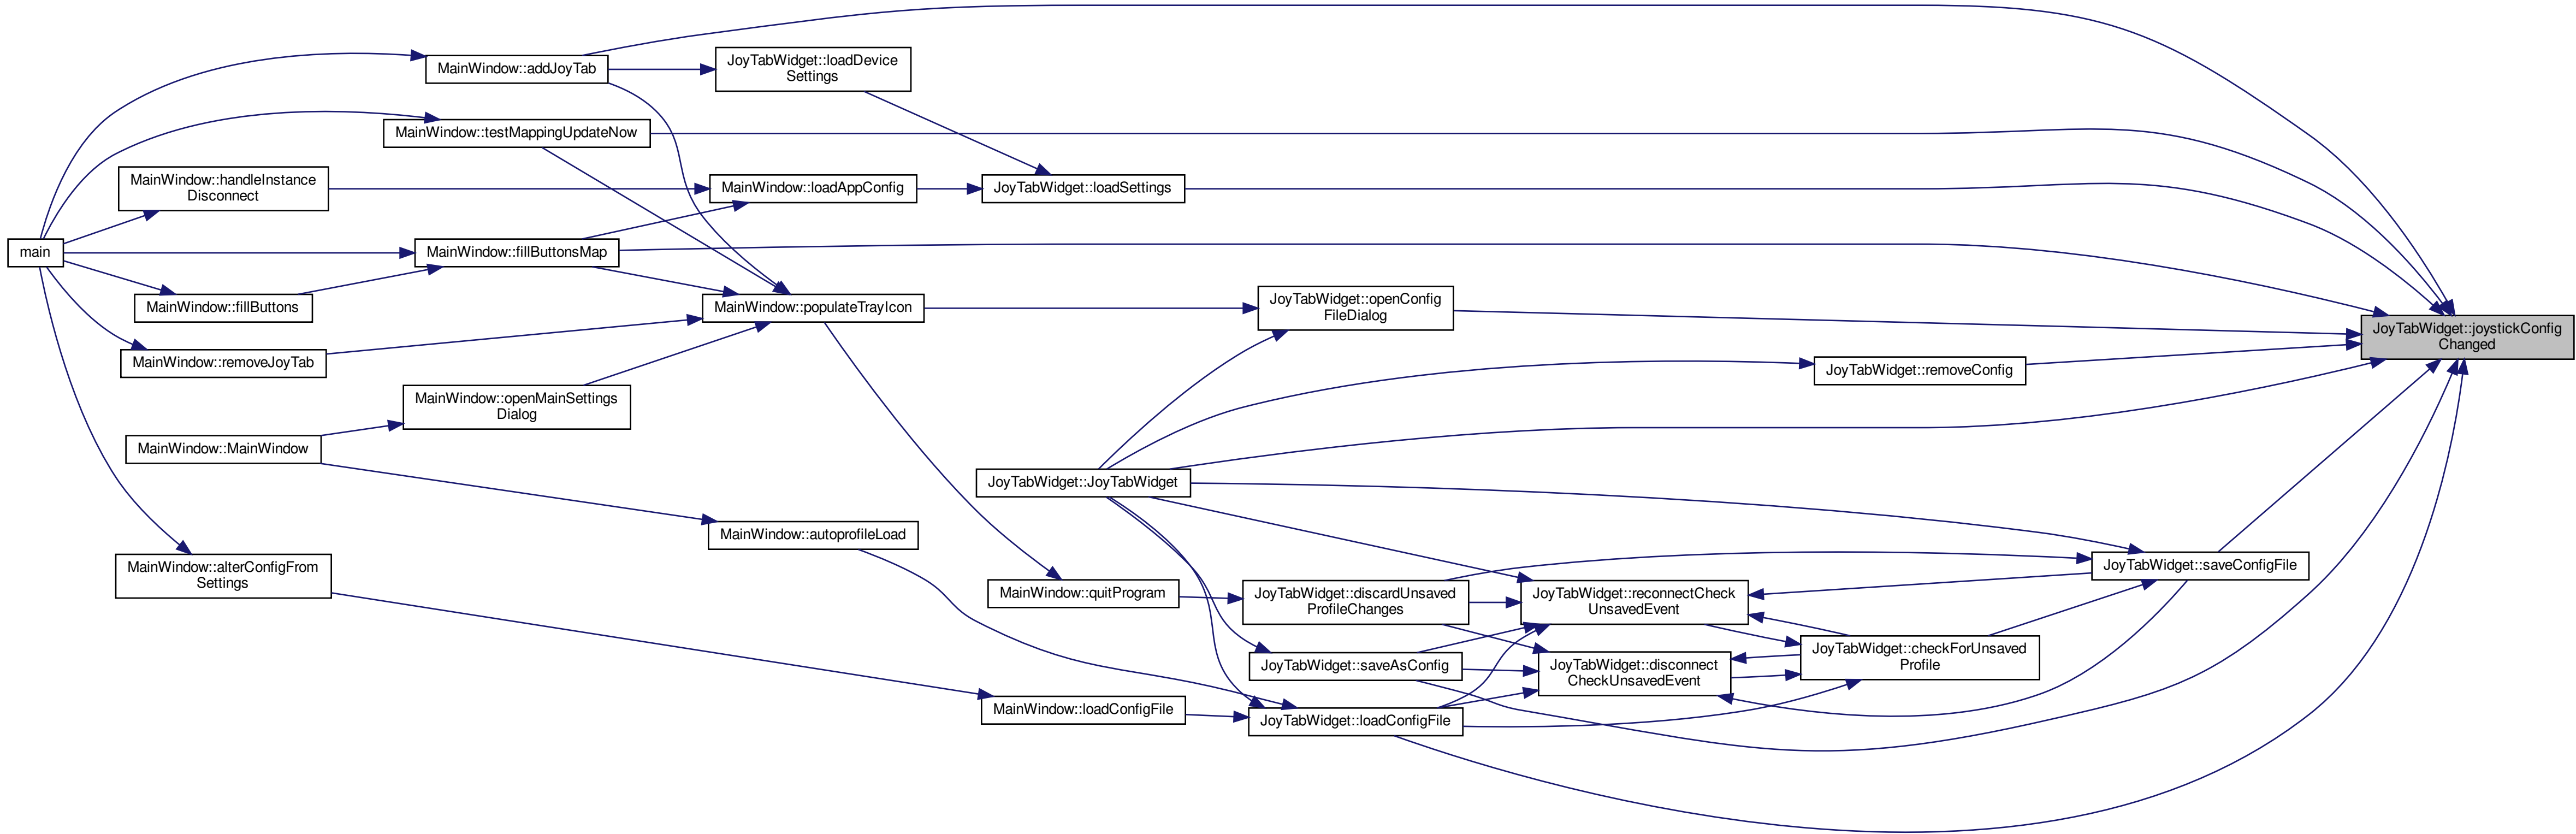 MainWindow::addJoyTab
JoyTabWidget::loadDevice
Settings
MainWindow::testMappingUpdateNow
MainWindow::handleInstance
Disconnect
MainWindow::loadAppConfig
JoyTabWidget::loadSettings
main
MainWindow::fillButtonsMap
MainWindow::fillButtons
MainWindow::populateTrayIcon
JoyTabWidget::openConfig
FileDialog
JoyTabWidget::joystickConfig
Changed
MainWindow::removeJoyTab
JoyTabWidget::removeConfig
MainWindow::openMainSettings
Dialog
MainWindow::MainWindow
JoyTabWidget::JoyTabWidget
MainWindow::autoprofileLoad
MainWindow::alterConfigFrom
Settings
JoyTabWidget::saveConfigFile
MainWindow::quitProgram
JoyTabWidget::discardUnsaved
ProfileChanges
JoyTabWidget::reconnectCheck
UnsavedEvent
JoyTabWidget::saveAsConfig
JoyTabWidget::disconnect
CheckUnsavedEvent
JoyTabWidget::checkForUnsaved
Profile
MainWindow::loadConfigFile
JoyTabWidget::loadConfigFile